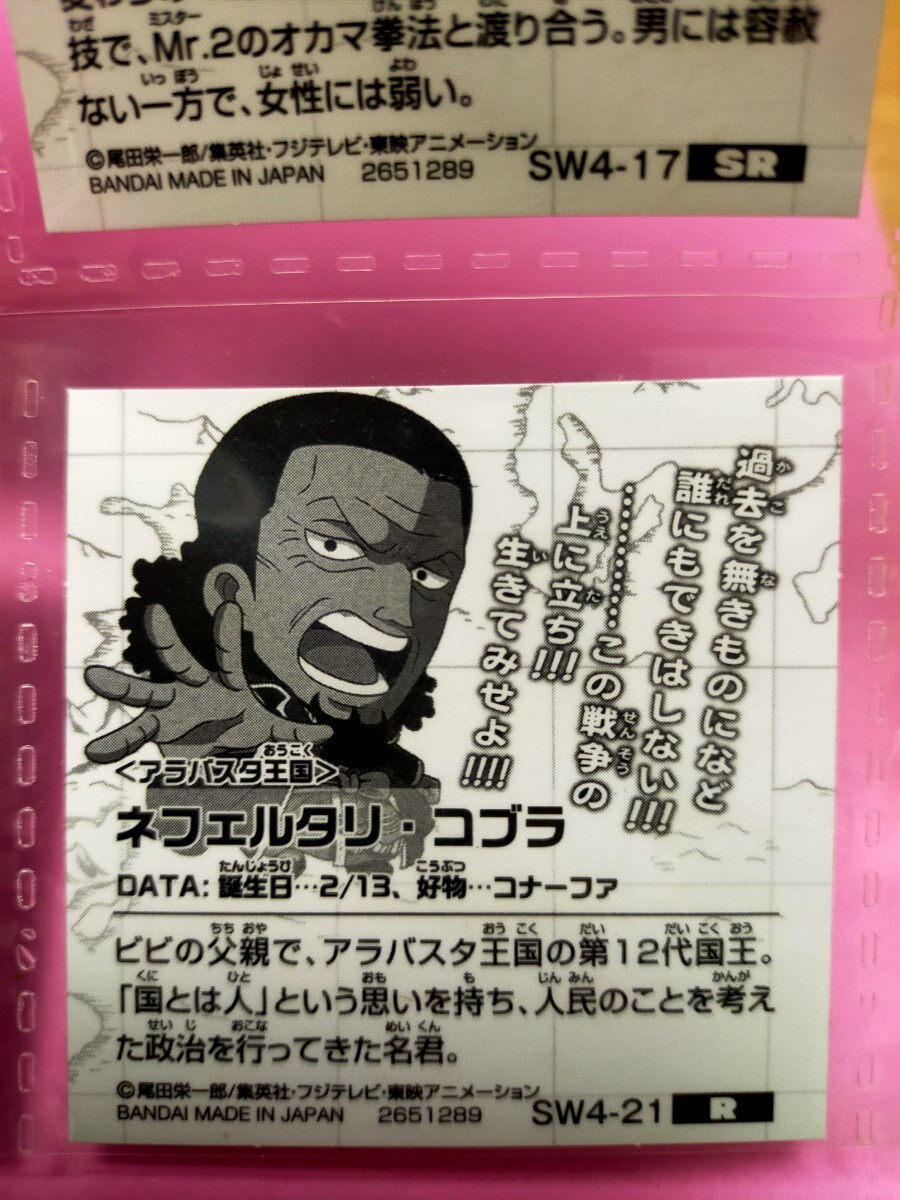 技で、Mr.2のオカマ拳法と渡り合う。男には容赦
ない一方で、女性には弱い。
©尾田栄一郎/集英社・フジテレビ・東映アニメーション
BANDAI MADE IN JAPAN 2651289 SW4-17 SR
過去を無きものになど
誰にもできはしない!!!
…………この戦争の
上に立ち!!!
生きてみせよ!!!!
<アラバスタ王国>
ネフェルタリ・コブラ
DATA: 誕生日…2/13、好物…コナーファ
ビビの父親で、アラバスタ王国の第12代国王。
「国とは人」という思いを持ち、人民のことを考え
た政治を行ってきた名君。
©尾田栄一郎/集英社・フジテレビ・東映アニメーション
BANDAI MADE IN JAPAN 2651289 SW4-21 R